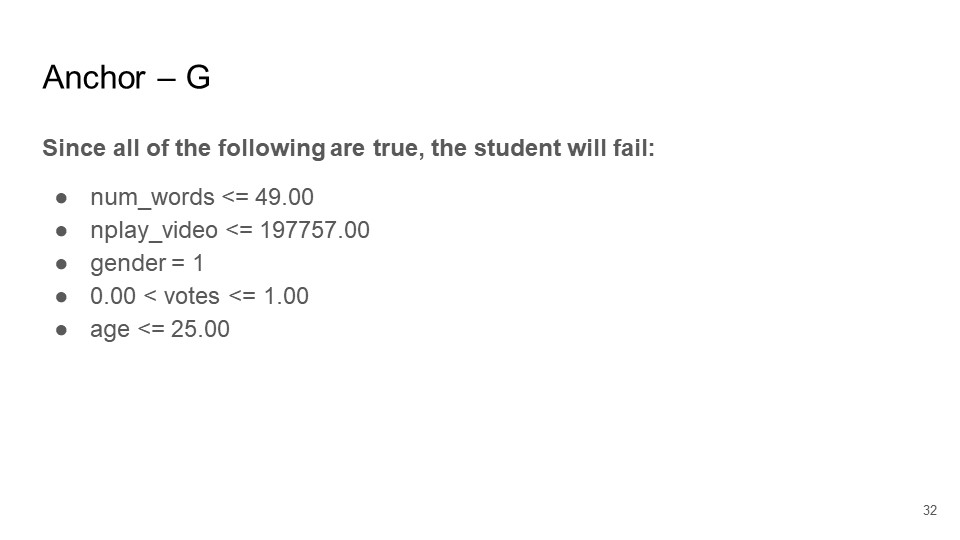 Anchor – G
Since all of the following are true, the student will fail:
● num_words <= 49.00
● nplay_video <= 197757.00
● gender = 1
● 0.00 < votes <= 1.00
● age <= 25.00
32